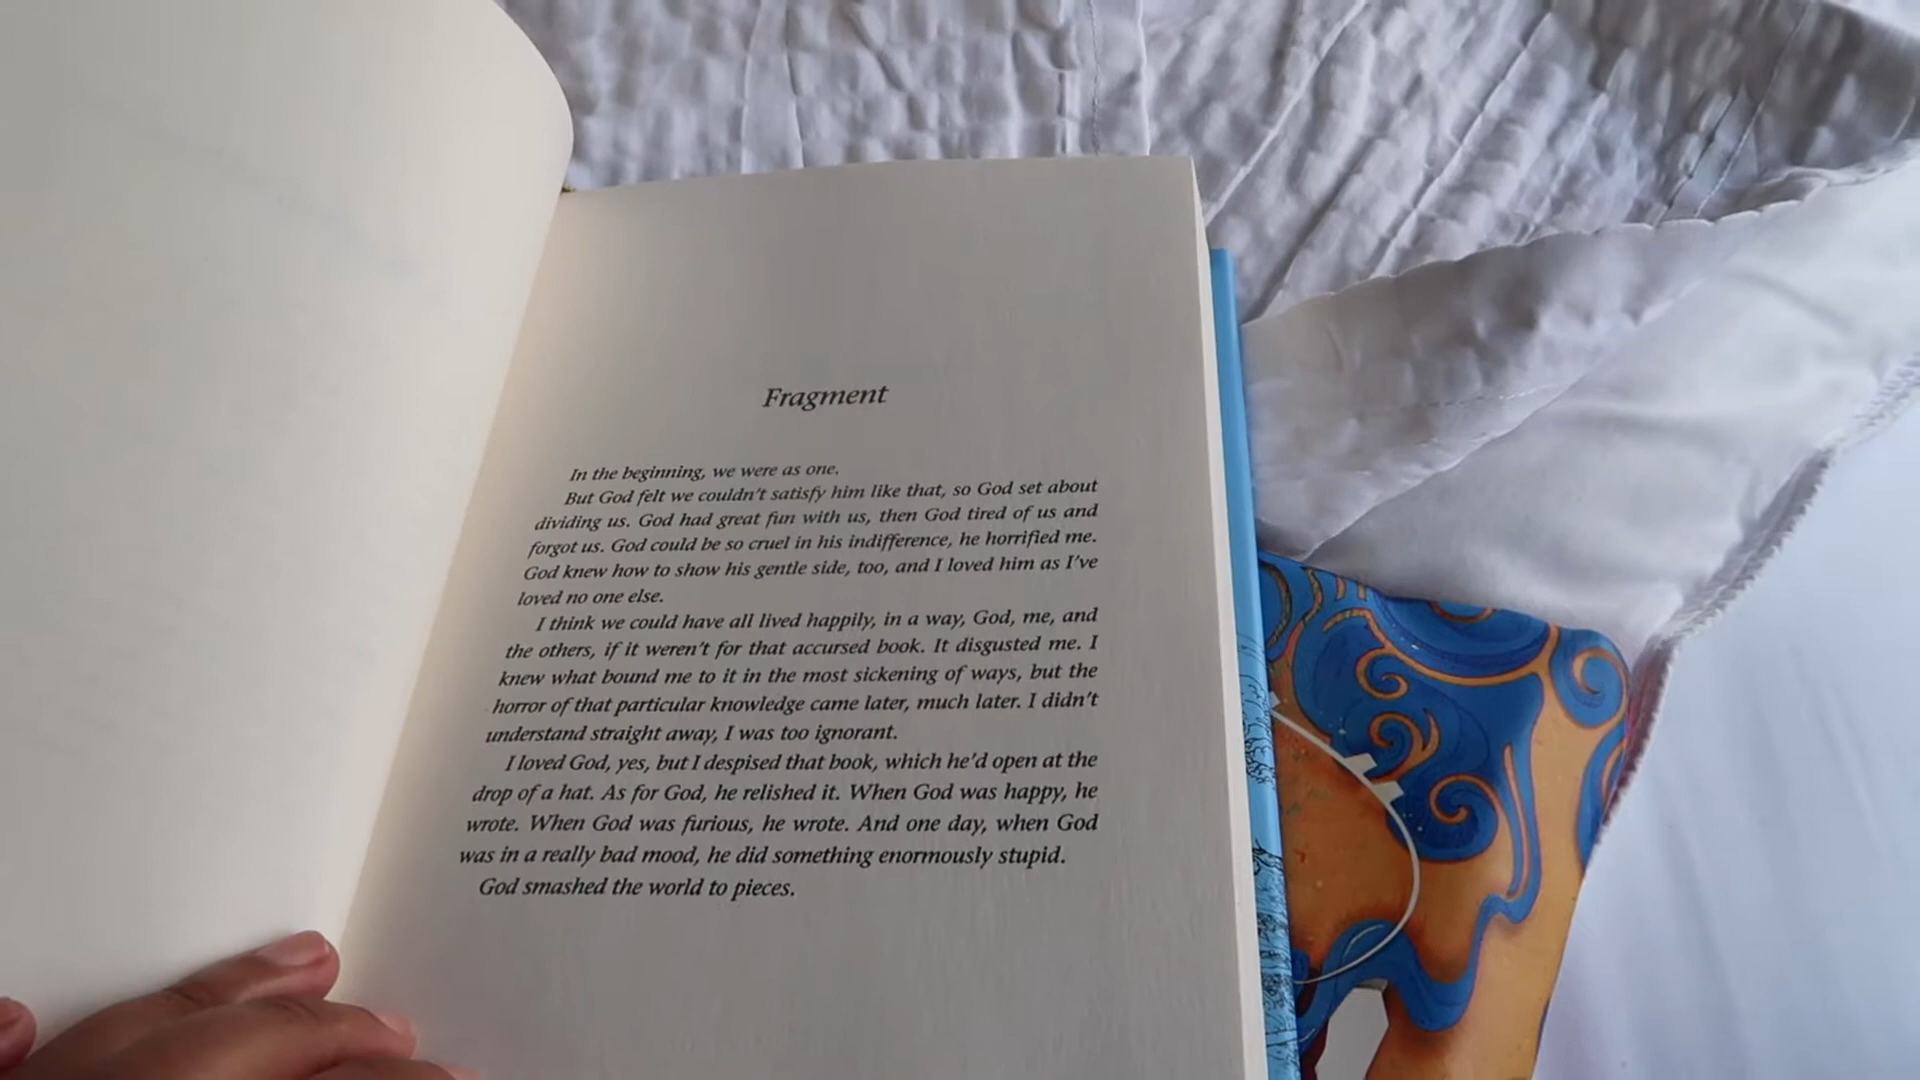 Fragment
In the beginning, we were as one.
But God felt we couldn't satisfy him like that, so God set about
dividing us. God had great fun with us, then God tired of us and
forgot us. God could be so cruel in his indifference, he horrified me.
God knew how to show his gentle side, too, and I loved him as I've
loved no one else.
I think we could have all lived happily, in a way, God, me, and
the others, if it weren't for that accursed book. It disgusted me. I
knew what bound me to it in the most sickening of ways, but the
horror of that particular knowledge came later, much later. I didn't
understand straight away, I was too ignorant.
I loved God, yes, but I despised that book, which he'd open at the
drop of a hat. As for God, he relished it. When God was happy, he
wrote. When God was furious, he wrote. And one day, when God
was in a really bad mood, he did something enormously stupid.
God smashed the world to pieces.